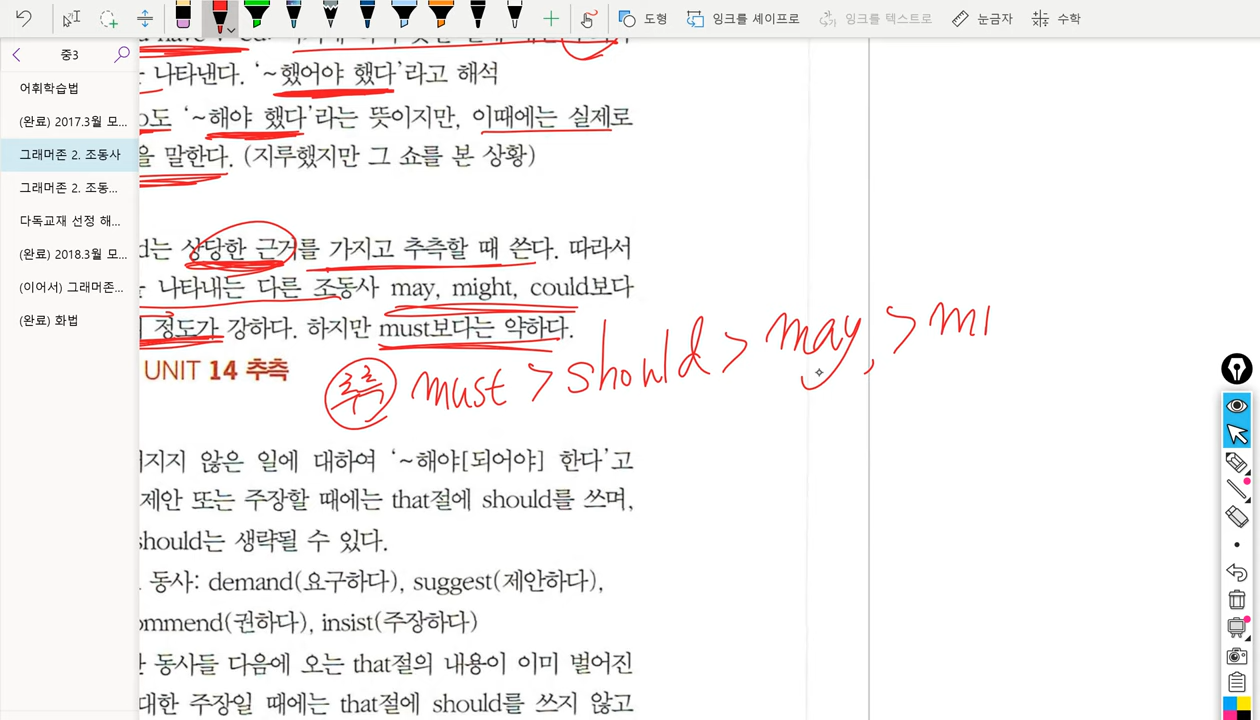 도형
잉크를 셰이프로
잉크를 텍스트로
눈금자
수학
중3
어휘학습법
(완료) 2017.3월 모...
그래머존 2. 조동사
그래머존 2. 조동...
다독교재 선정 해...
(완료) 2018.3월 모...
(이어서) 그래머존...
(완료) 화법
나타낸다. ‘~했어야 했다’라고 해석
도 ‘~해야 했다’라는 뜻이지만, 이때에는 실제로
을 말한다. (지루했지만 그 쇼를 본 상황)
는 상당한 근거를 가지고 추측할 때 쓴다. 따라서
나타내는 다른 조동사 may, might, could보다
정도가 강하다. 하지만 must보다는 약하다.
UNIT 14 추측
추측 must > should > may, > mi
지지 않은 일에 대하여 ‘~해야[되어야] 한다’고
제안 또는 주장할 때에는 that절에 should를 쓰며,
should는 생략될 수 있다.
동사: demand(요구하다), suggest(제안하다),
ommend(권하다), insist(주장하다)
동사들 다음에 오는 that절의 내용이 이미 벌어진
대한 주장일 때에는 that절에 should를 쓰지 않고